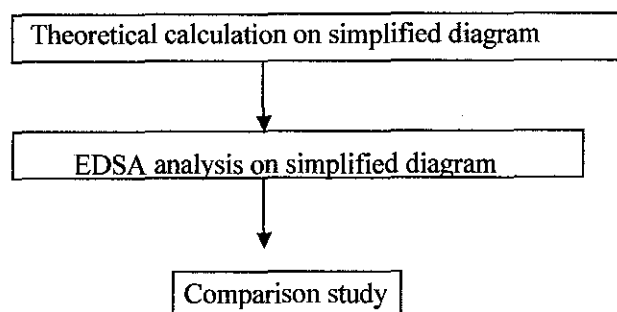 Theoretical calculation on simplified diagram
EDSA analysis on simplified diagram
Comparison study